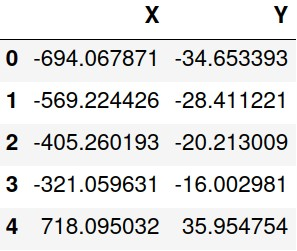 X Y
0 -694.067871 -34.653393
1 -569.224426 -28.411221
2 -405.260193 -20.213009
3 -321.059631 -16.002981
4 718.095032 35.954754